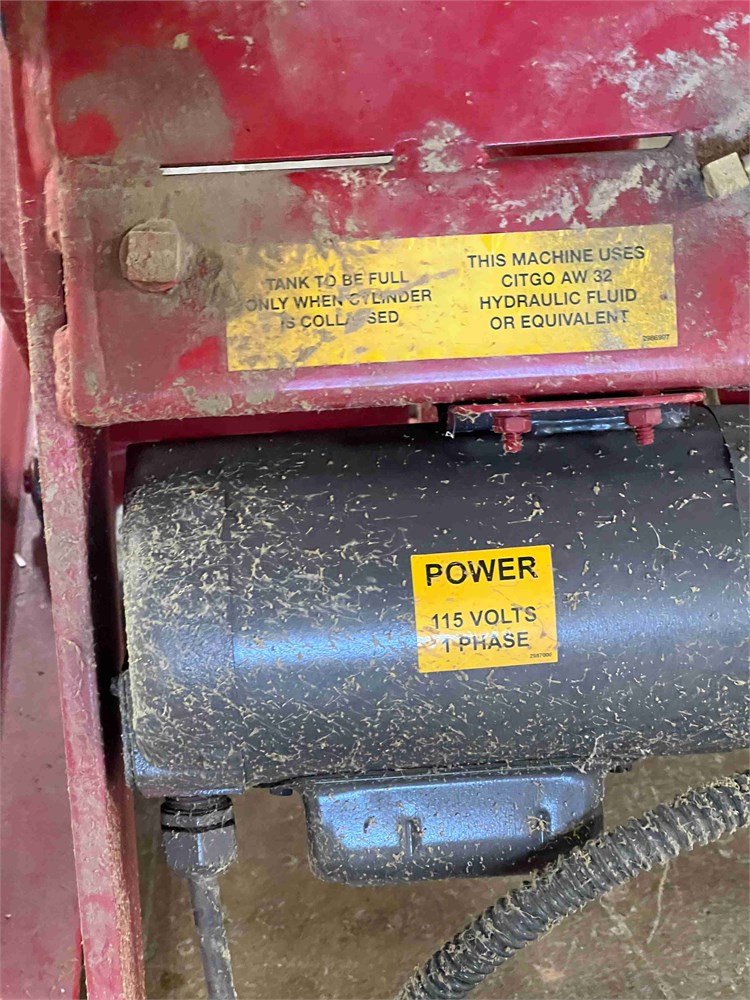 TANK TO BE FULL
ONLY WHEN CYLINDER
IS COLLAPSED
THIS MACHINE USES
CITGO AW 32
HYDRAULIC FLUID
OR EQUIVALENT
POWER
115 VOLTS
1 PHASE